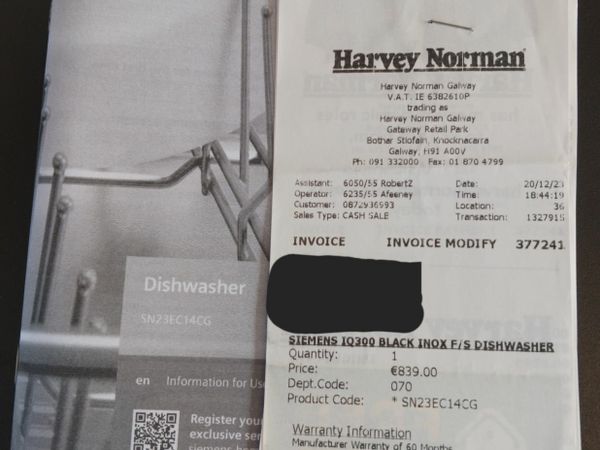 Harvey Norman
Harvey Norman Galway
V.A.T. IE 6382610P
trading as
Harvey Norman Galway
Gateway Retail Park
Bothar Stiofain, Knocknacarra
Galway, H91 A00V
Ph: 091 332000 Fax: 01 870 4799
Assistant: 6050/55 RobertZ Date: 20/12/23
Operator: 6235/55 Afeeney Time: 18:44:19
Customer: 0872936593 Location: 36
Sales Type: CASH SALE Transaction: 1327915
INVOICE INVOICE MODIFY 377241
SIEMENS IQ300 BLACK INOX F/S DISHWASHER
Quantity: 1
Price: €839.00
Dept.Code: 070
Product Code: * SN23EC14CG
Warranty Information
Manufacturer Warranty of 60 Months
Dishwasher
SN23EC14CG
en Information for Use
Register your
exclusive